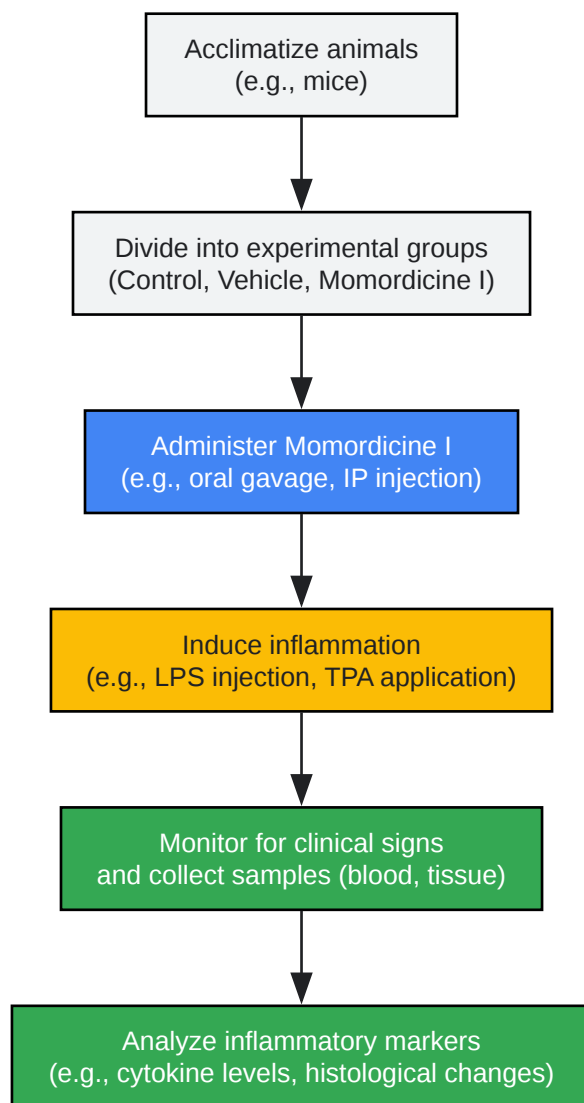 Acclimatize animals
(e.g., mice)
Divide into experimental groups
(Control, Vehicle, Momordicine I)
Administer Momordicine I
(e.g., oral gavage, IP injection)
Induce inflammation
(e.g., LPS injection, TPA application)
Monitor for clinical signs
and collect samples (blood, tissue)
Analyze inflammatory markers
(e.g., cytokine levels, histological changes)